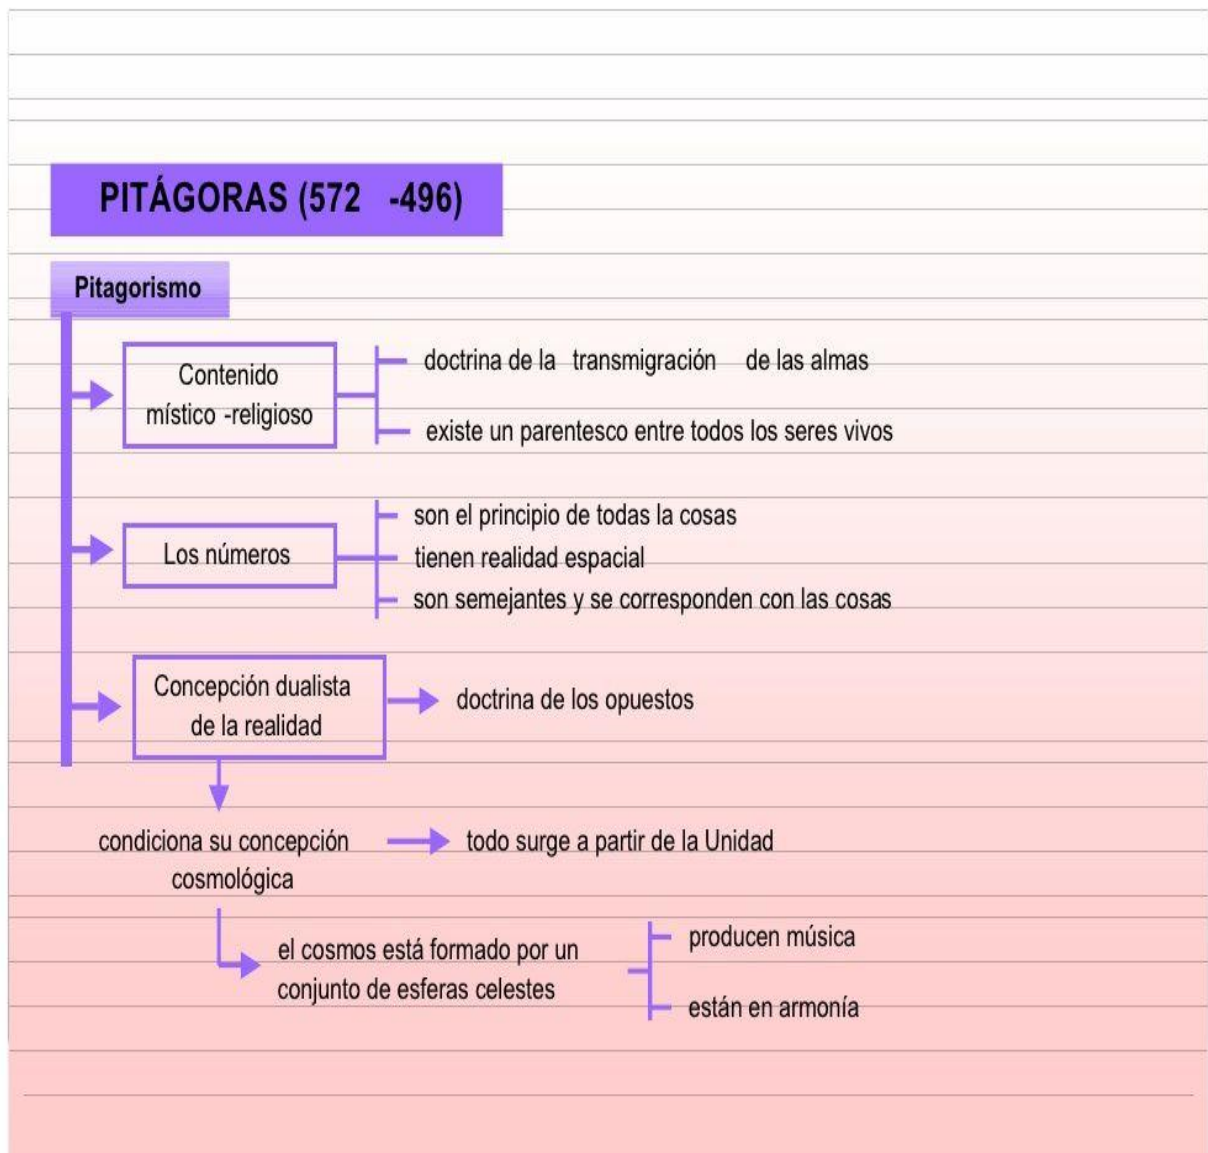 PITÁGORAS (572 -496)
Pitagorismo
Contenido
místico -religioso
doctrina de la transmigración de las almas
existe un parentesco entre todos los seres vivos
Los números
son el principio de todas la cosas
tienen realidad espacial
son semejantes y se corresponden con las cosas
Concepción dualista
de la realidad
doctrina de los opuestos
condiciona su concepción
cosmológica
todo surge a partir de la Unidad
el cosmos está formado por un
conjunto de esferas celestes
producen música
están en armonía